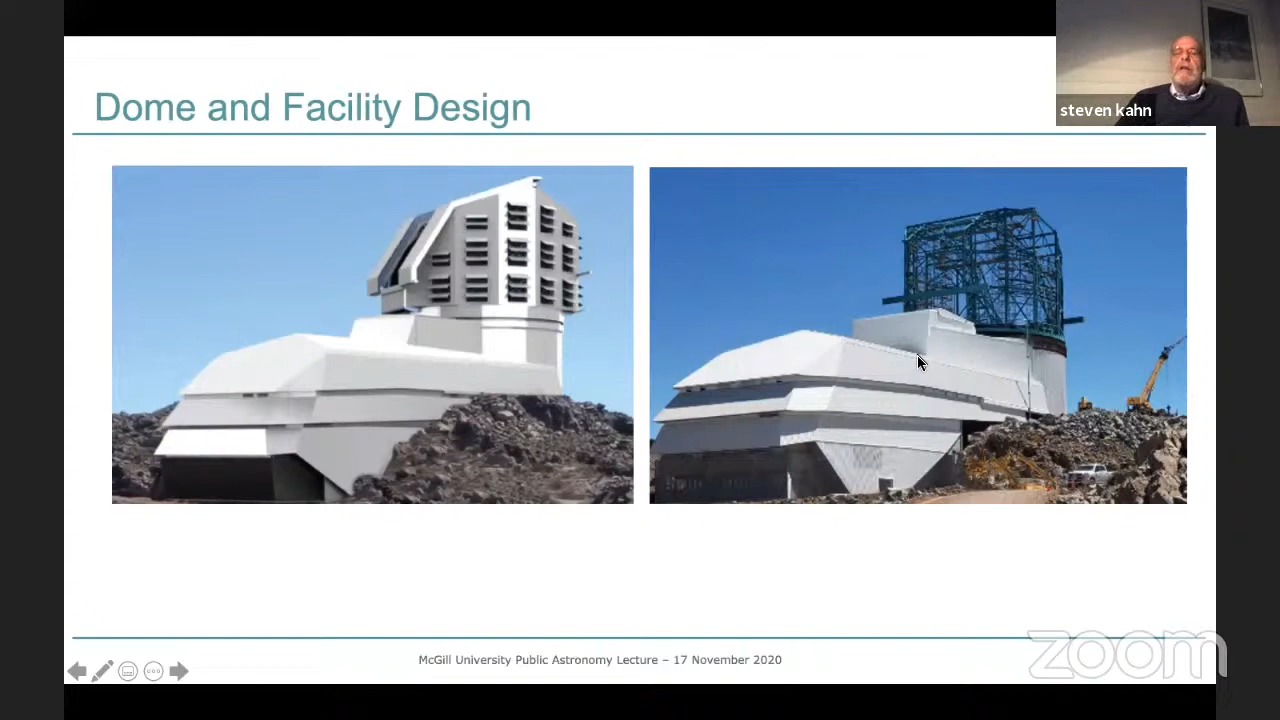 Dome and Facility Design
steven kahn
McGill University Public Astronomy Lecture – 17 November 2020
zoom